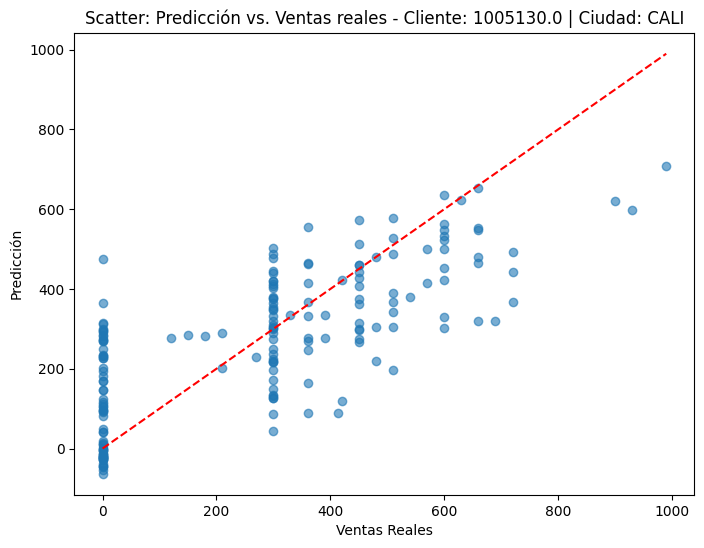 Scatter: Predicción vs. Ventas reales - Cliente: 1005130.0 | Ciudad: CALI
1000
800
600
400
200
0
Predicción
0 200 400 600 800 1000
Ventas Reales